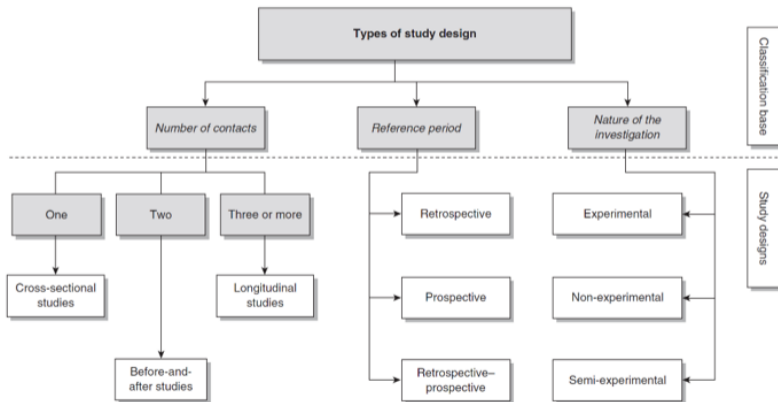 Types of study design
Classification base
Number of contacts
Reference period
Nature of the
investigation
Study designs
One
Two
Three or more
Retrospective
Experimental
Cross-sectional
studies
Longitudinal
studies
Prospective
Non-experimental
Before-and-
after studies
Retrospective–
prospective
Semi-experimental